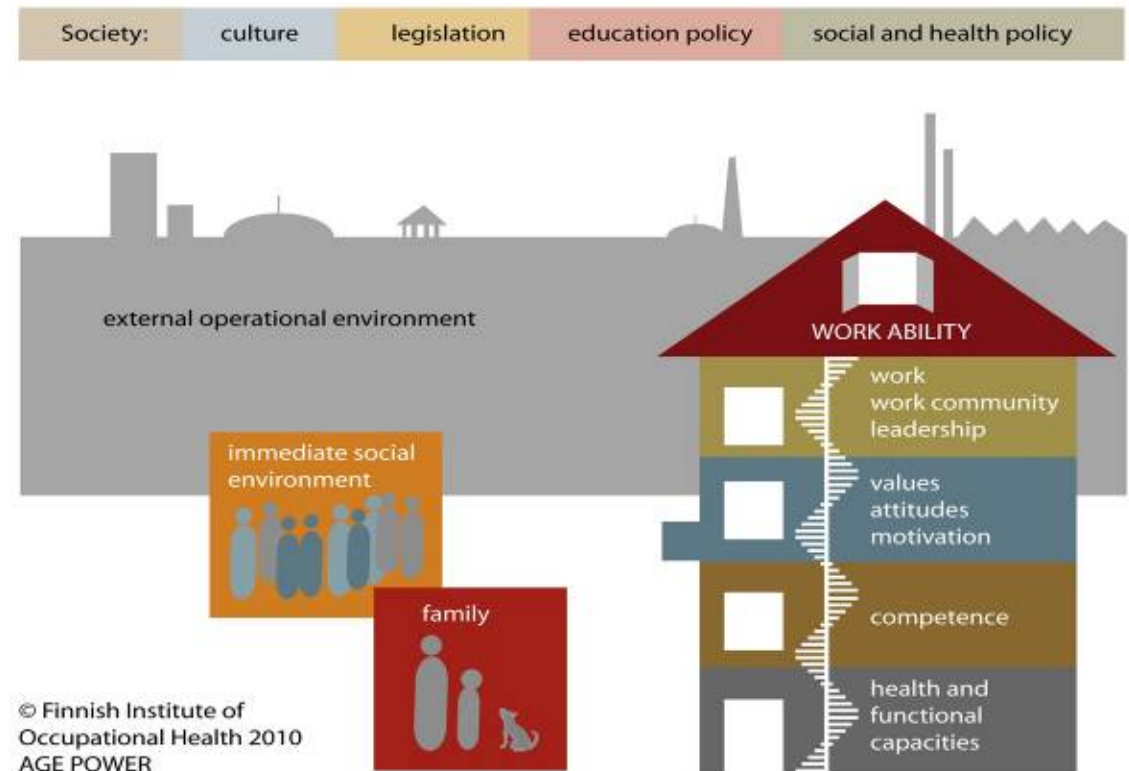 Society: culture legislation education policy social and health policy
external operational environment
WORK ABILITY
work
work community
leadership
immediate social
environment
values
attitudes
motivation
family
competence
health and
functional
capacities
© Finnish Institute of
Occupational Health 2010
AGE POWER